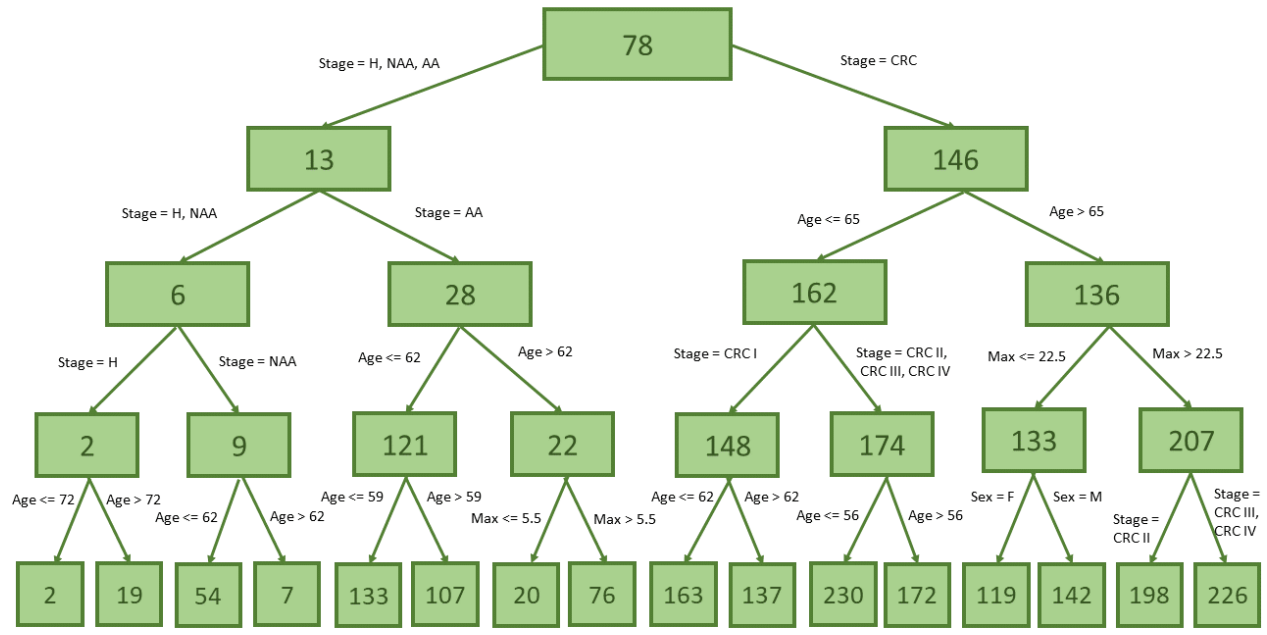 78
Stage = H, NAA, AA
Stage = CRC
13
146
Stage = H, NAA
Stage = AA
Age <= 65
Age > 65
6
28
162
136
Stage = H
Stage = NAA
Age <= 62
Age > 62
Stage = CRC I
Stage = CRC II,
CRC III, CRC IV
Max <= 22.5
Max > 22.5
2
9
121
22
148
174
133
207
Age <= 72
Age > 72
Age <= 62
Age > 62
Age <= 59
Age > 59
Max <= 5.5
Max > 5.5
Age <= 62
Age > 62
Age <= 56
Age > 56
Sex = F
Sex = M
Stage =
CRC II
Stage =
CRC III,
CRC IV
2
19
54
7
133
107
20
76
163
137
230
172
119
142
198
226